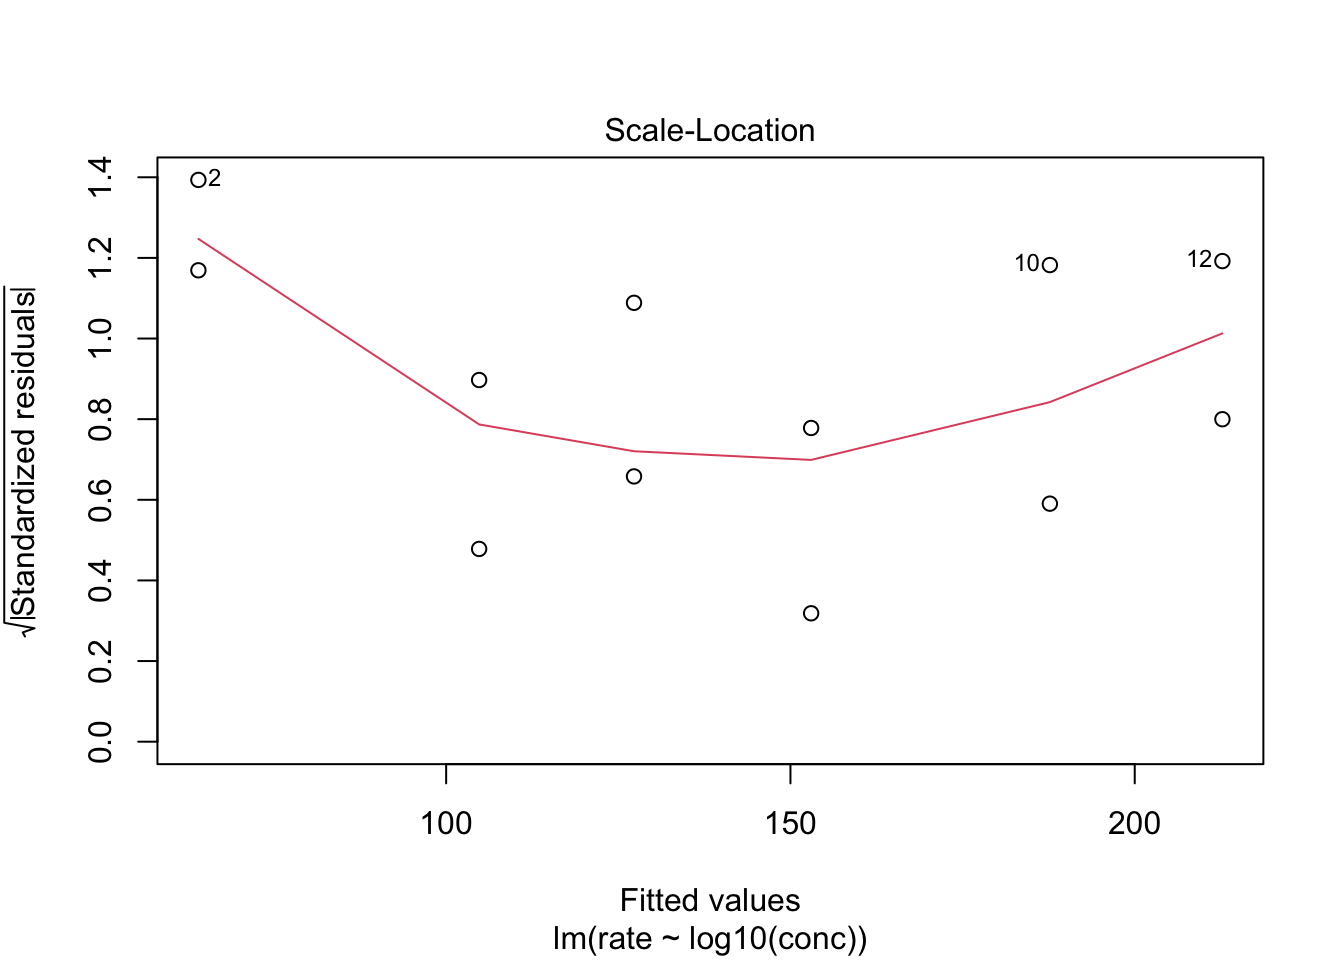 Scale-Location
√|Standardized residuals|
1.4
1.2
1.0
0.8
0.6
0.4
0.2
0.0
2
10
12
100 150 200
Fitted values
lm(rate ~ log10(conc))